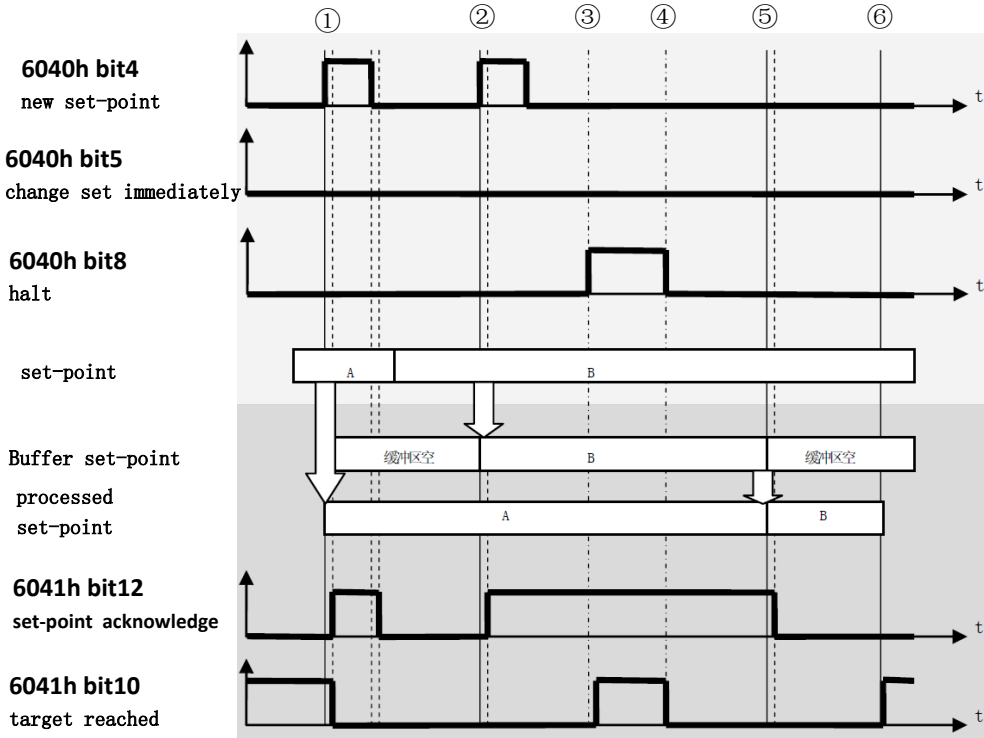 ① ② ③ ④ ⑤ ⑥
6040h bit4
new set-point
t
6040h bit5
change set immediately
t
6040h bit8
halt
t
set-point
A B
Buffer set-point
缓冲区空 B 缓冲区空
processed
set-point
A B
6041h bit12
set-point acknowledge
t
6041h bit10
target reached
t